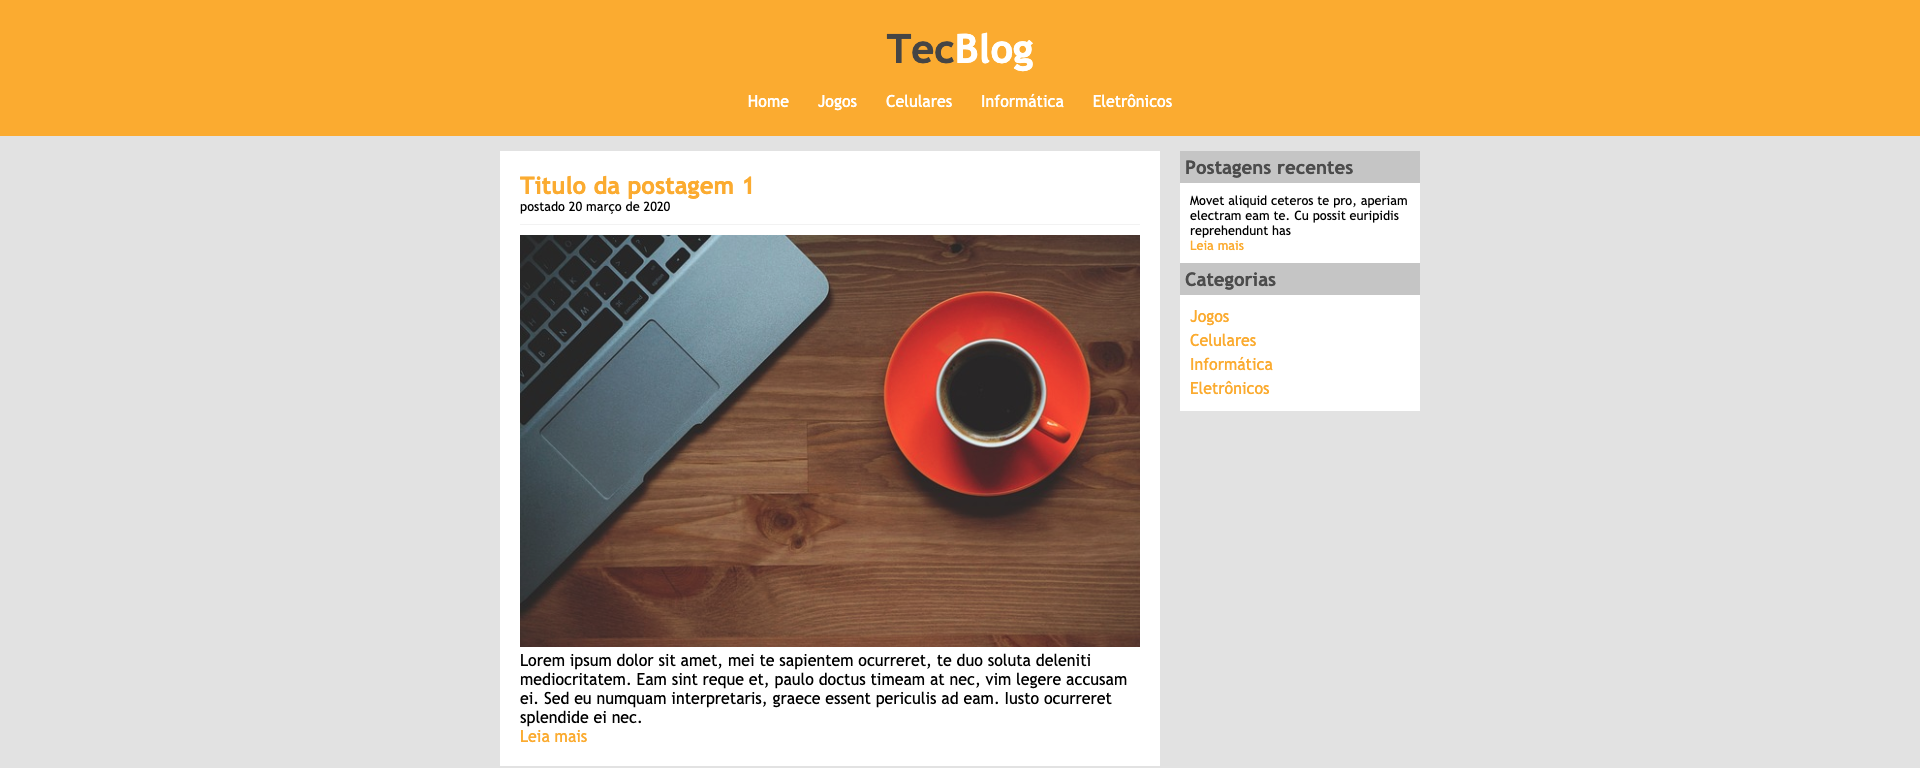 TecBlog
Home Jogos Celulares Informática Eletrônicos
Titulo da postagem 1
postado 20 março de 2020
Lorem ipsum dolor sit amet, mei te sapientem ocurreret, te duo soluta deleniti
mediocritatem. Eam sint reque et, paulo doctus timeam at nec, vim legere accusam
ei. Sed eu numquam interpretaris, graece essent periculis ad eam. Iusto ocurreret
splendide ei nec.
Leia mais
Postagens recentes
Movet aliquid ceteros te pro, aperiam
electram eam te. Cu possit euripidis
reprehendunt has
Leia mais
Categorias
Jogos
Celulares
Informática
Eletrônicos